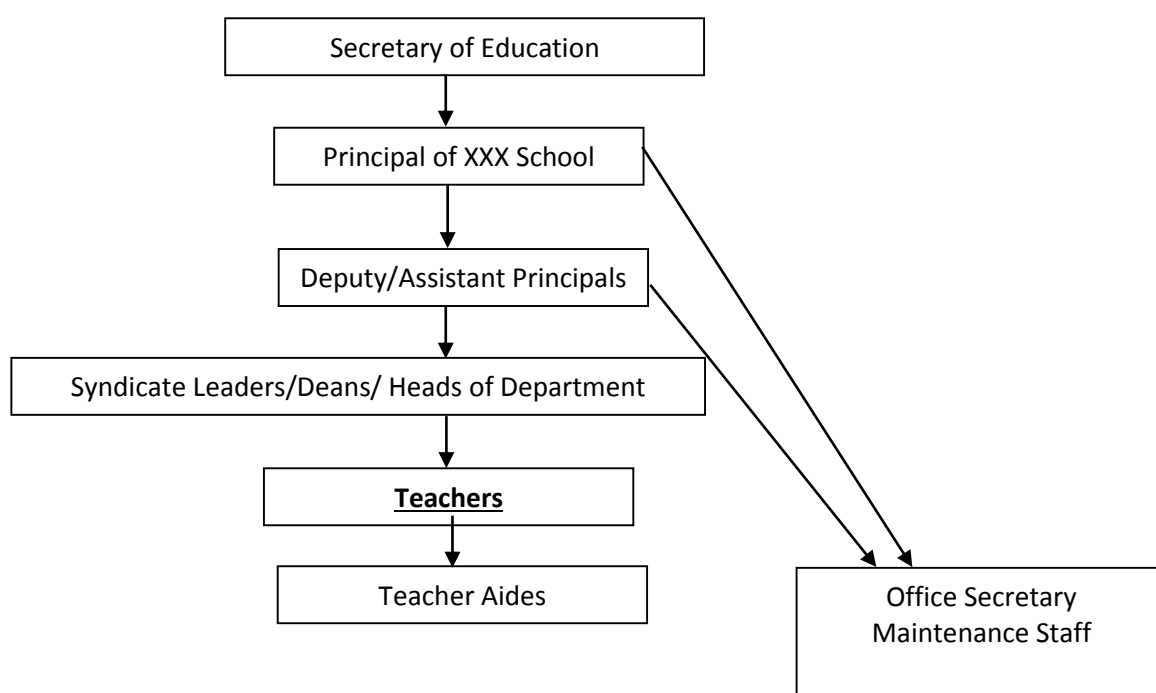 Secretary of Education
Principal of XXX School
Deputy/Assistant Principals
Syndicate Leaders/Deans/ Heads of Department
Teachers
Teacher Aides
Office Secretary
Maintenance Staff